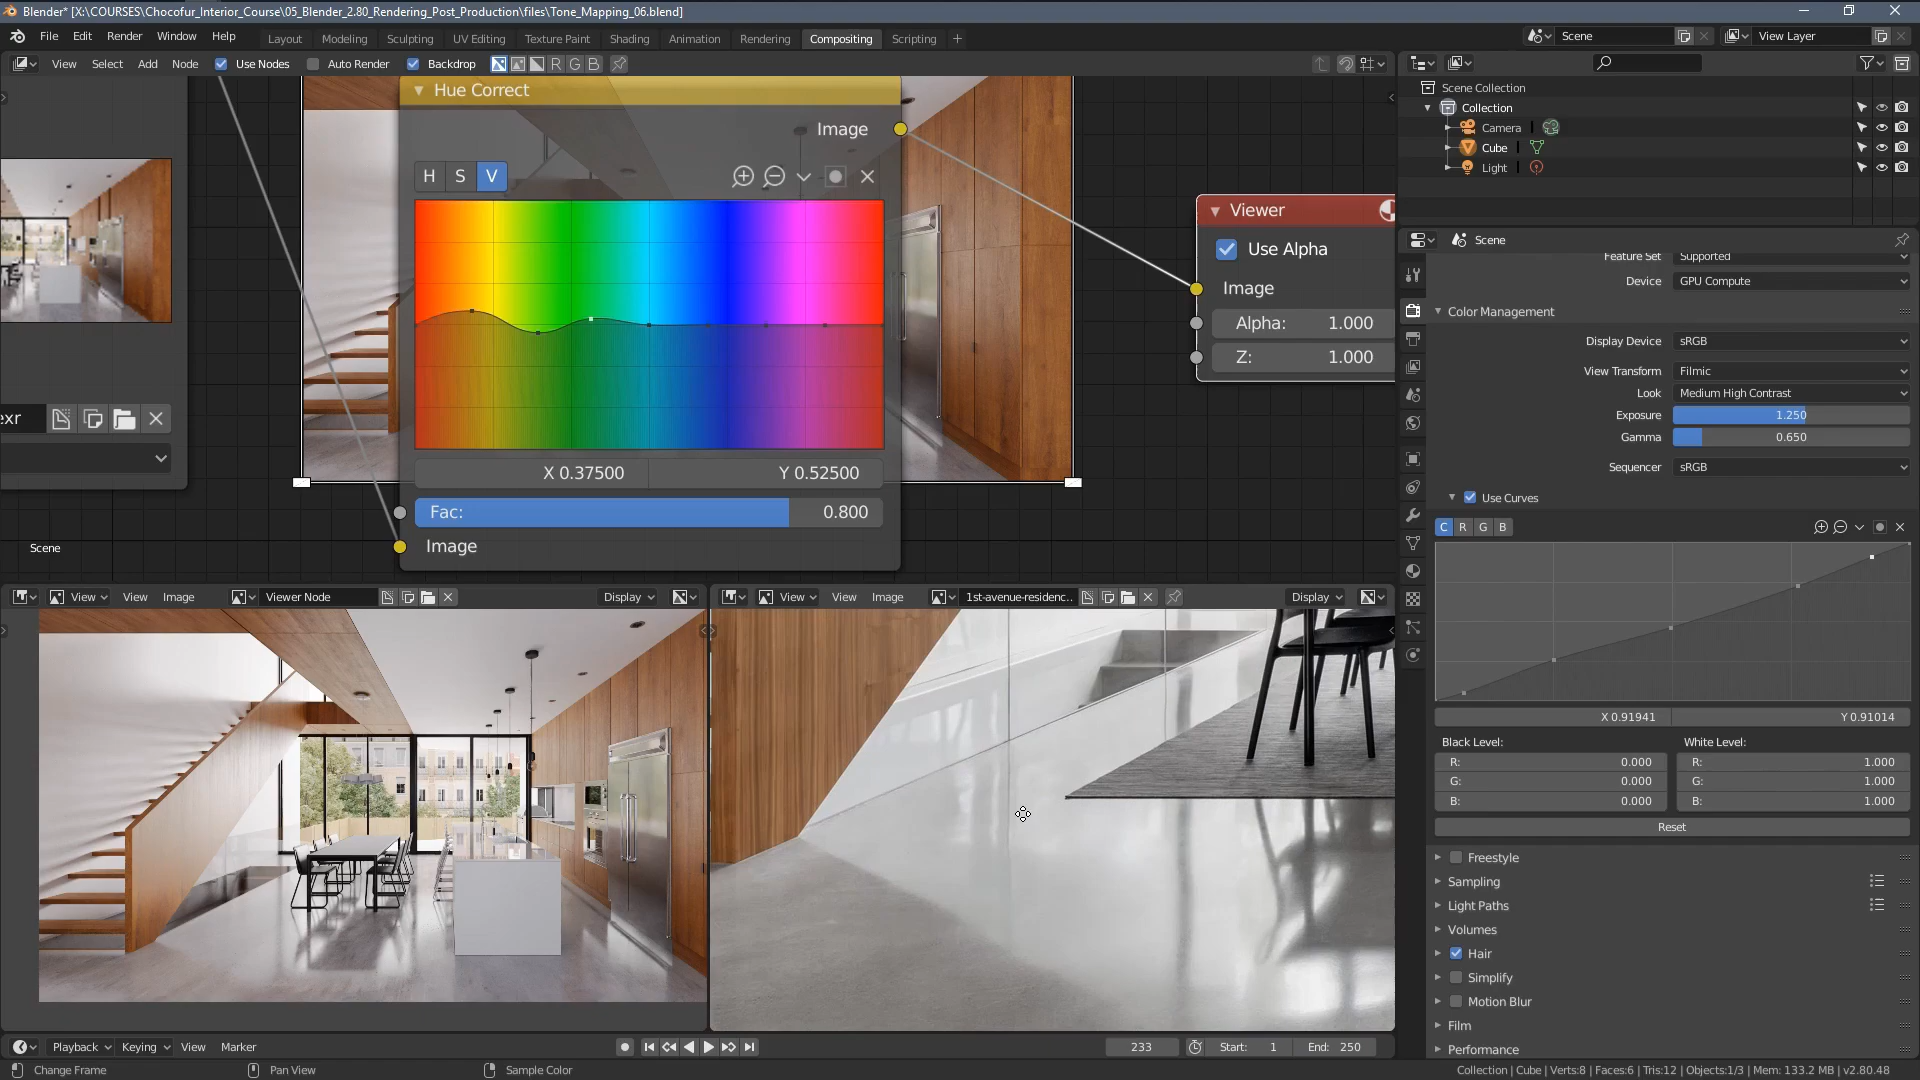 Blender* [X:\COURSES\Chocofur_Interior_Course\05_Blender_2.80_Rendering_Post_Production\files\Tone_Mapping_06.blend]
File Edit Render Window Help Layout Modeling Sculpting UV Editing Texture Paint Shading Animation Rendering Compositing Scripting + Scene View Layer
View Select Add Node Use Nodes Auto Render Backdrop R G B
Scene Collection
Collection
Camera
Cube
Light
Hue Correct
Image
H S V
X 0.37500 Y 0.52500
Fac: 0.800
Image
exr
Scene
Viewer
Use Alpha
Image
Alpha: 1.000
Z: 1.000
Scene
Feature Set Supported
Device GPU Compute
Color Management
Display Device sRGB
View Transform Filmic
Look Medium High Contrast
Exposure 1.250
Gamma 0.650
Sequencer sRGB
Use Curves
C R G B
X 0.91941 Y 0.91014
Black Level: White Level:
R: 0.000 R: 1.000
G: 0.000 G: 1.000
B: 0.000 B: 1.000
Reset
Freestyle
Sampling
Light Paths
Volumes
Hair
Simplify
Motion Blur
Film
Performance
View View Image Viewer Node Display
View View Image 1st-avenue-residenc.. Display
Playback Keying View Marker 233 Start: 1 End: 250
Change Frame Pan View Sample Color Collection | Cube | Verts:8 | Faces:6 | Tris:12 | Objects:1/3 | Mem: 133.2 MB | v2.80.48